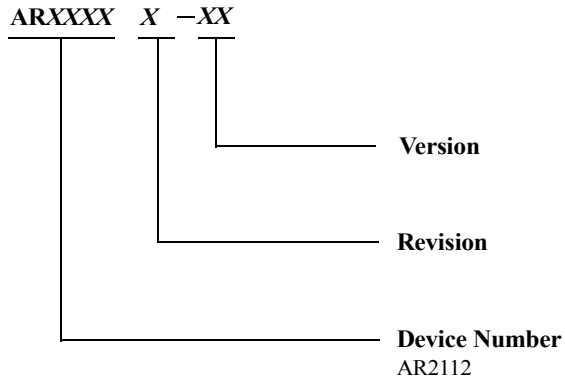 ARXXXX X –XX
Version
Revision
Device Number
AR2112